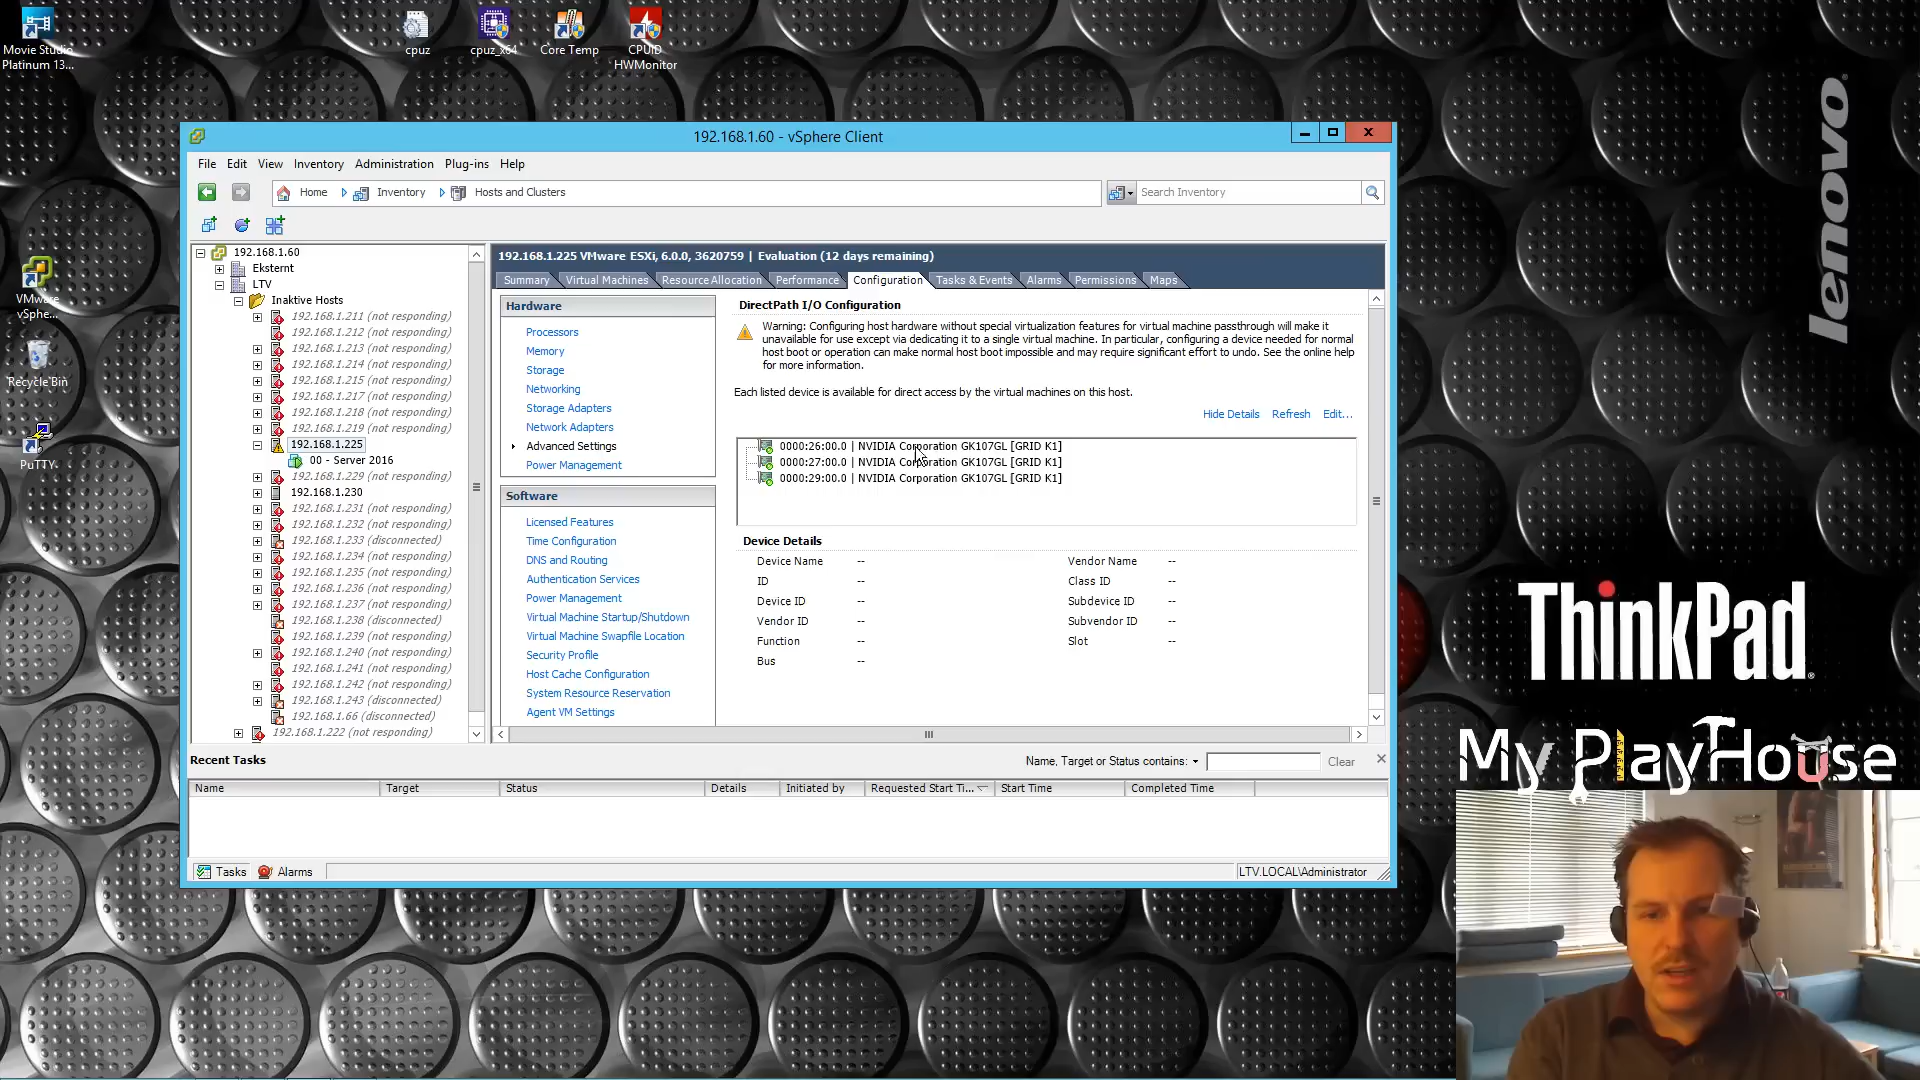 Movie Studio
Platinum 13...
cpuz
cpuz_x64
Core Temp
CPUID
HWMonitor
VMware
vSphe...
Recycle Bin
PuTTY
192.168.1.60 - vSphere Client
File Edit View Inventory Administration Plug-ins Help
Home Inventory Hosts and Clusters
Search Inventory
192.168.1.60
Eksternt
LTV
Inaktive Hosts
192.168.1.211 (not responding)
192.168.1.212 (not responding)
192.168.1.213 (not responding)
192.168.1.214 (not responding)
192.168.1.215 (not responding)
192.168.1.217 (not responding)
192.168.1.218 (not responding)
192.168.1.219 (not responding)
192.168.1.225
00 - Server 2016
192.168.1.229 (not responding)
192.168.1.230
192.168.1.231 (not responding)
192.168.1.232 (not responding)
192.168.1.233 (disconnected)
192.168.1.234 (not responding)
192.168.1.235 (not responding)
192.168.1.236 (not responding)
192.168.1.237 (not responding)
192.168.1.238 (disconnected)
192.168.1.239 (not responding)
192.168.1.240 (not responding)
192.168.1.241 (not responding)
192.168.1.242 (not responding)
192.168.1.243 (disconnected)
192.168.1.66 (disconnected)
192.168.1.222 (not responding)
192.168.1.225 VMware ESXi, 6.0.0, 3620759 | Evaluation (12 days remaining)
Summary Virtual Machines Resource Allocation Performance Configuration Tasks & Events Alarms Permissions Maps
Hardware
Processors
Memory
Storage
Networking
Storage Adapters
Network Adapters
Advanced Settings
Power Management
Software
Licensed Features
Time Configuration
DNS and Routing
Authentication Services
Power Management
Virtual Machine Startup/Shutdown
Virtual Machine Swapfile Location
Security Profile
Host Cache Configuration
System Resource Reservation
Agent VM Settings
DirectPath I/O Configuration
Warning: Configuring host hardware without special virtualization features for virtual machine passthrough will make it
unavailable for use except via dedicating it to a single virtual machine. In particular, configuring a device needed for normal
host boot or operation can make normal host boot impossible and may require significant effort to undo. See the online help
for more information.
Each listed device is available for direct access by the virtual machines on this host.
Hide Details Refresh Edit...
0000:26:00.0 | NVIDIA Corporation GK107GL [GRID K1]
0000:27:00.0 | NVIDIA Corporation GK107GL [GRID K1]
0000:29:00.0 | NVIDIA Corporation GK107GL [GRID K1]
Device Details
Device Name -- Vendor Name --
ID -- Class ID --
Device ID -- Subdevice ID --
Vendor ID -- Subvendor ID --
Function -- Slot --
Bus --
Recent Tasks
Name, Target or Status contains: Clear
Name Target Status Details Initiated by Requested Start Ti... Start Time Completed Time
Tasks Alarms
LTV.LOCAL\Administrator
lenovo
ThinkPad
My PlayHouse